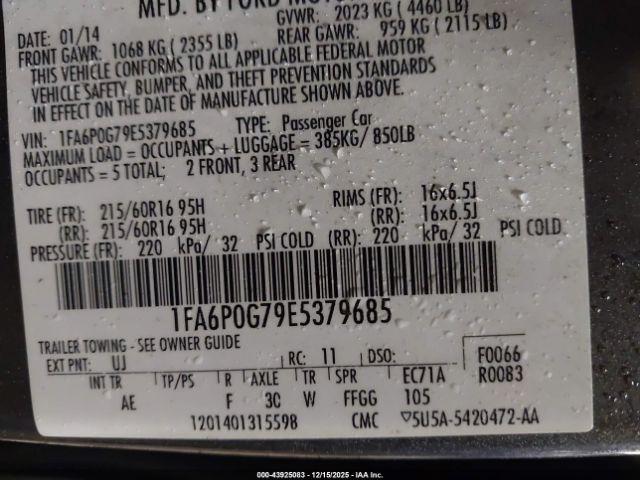 MFD. BY FORD MOTOR
DATE: 01/14 GVWR: 2023 KG ( 4460 LB)
FRONT GAWR: 1068 KG ( 2355 LB) REAR GAWR: 959 KG ( 2115 LB)
THIS VEHICLE CONFORMS TO ALL APPLICABLE FEDERAL MOTOR
VEHICLE SAFETY, BUMPER, AND THEFT PREVENTION STANDARDS
IN EFFECT ON THE DATE OF MANUFACTURE SHOWN ABOVE.
VIN: 1FA6P0G79E5379685 TYPE: Passenger Car
MAXIMUM LOAD = OCCUPANTS + LUGGAGE = 385KG/ 850LB
OCCUPANTS = 5 TOTAL; 2 FRONT, 3 REAR
TIRE (FR): 215/60R16 95H RIMS (FR): 16x6.5J
(RR): 215/60R16 95H (RR): 16x6.5J
PRESSURE (FR): 220 kPa/ 32 PSI COLD (RR): 220 kPa/ 32 PSI COLD
1FA6P0G79E5379685
TRAILER TOWING - SEE OWNER GUIDE
EXT PNT: UJ RC: 11 DSO: F0066
INT TR TP/PS R AXLE TR SPR EC71A R0083
AE F 3C W FFGG 105
1201401315598 CMC ▽5U5A-5420472-AA
000-43925083 - 12/15/2025 - IAA Inc.